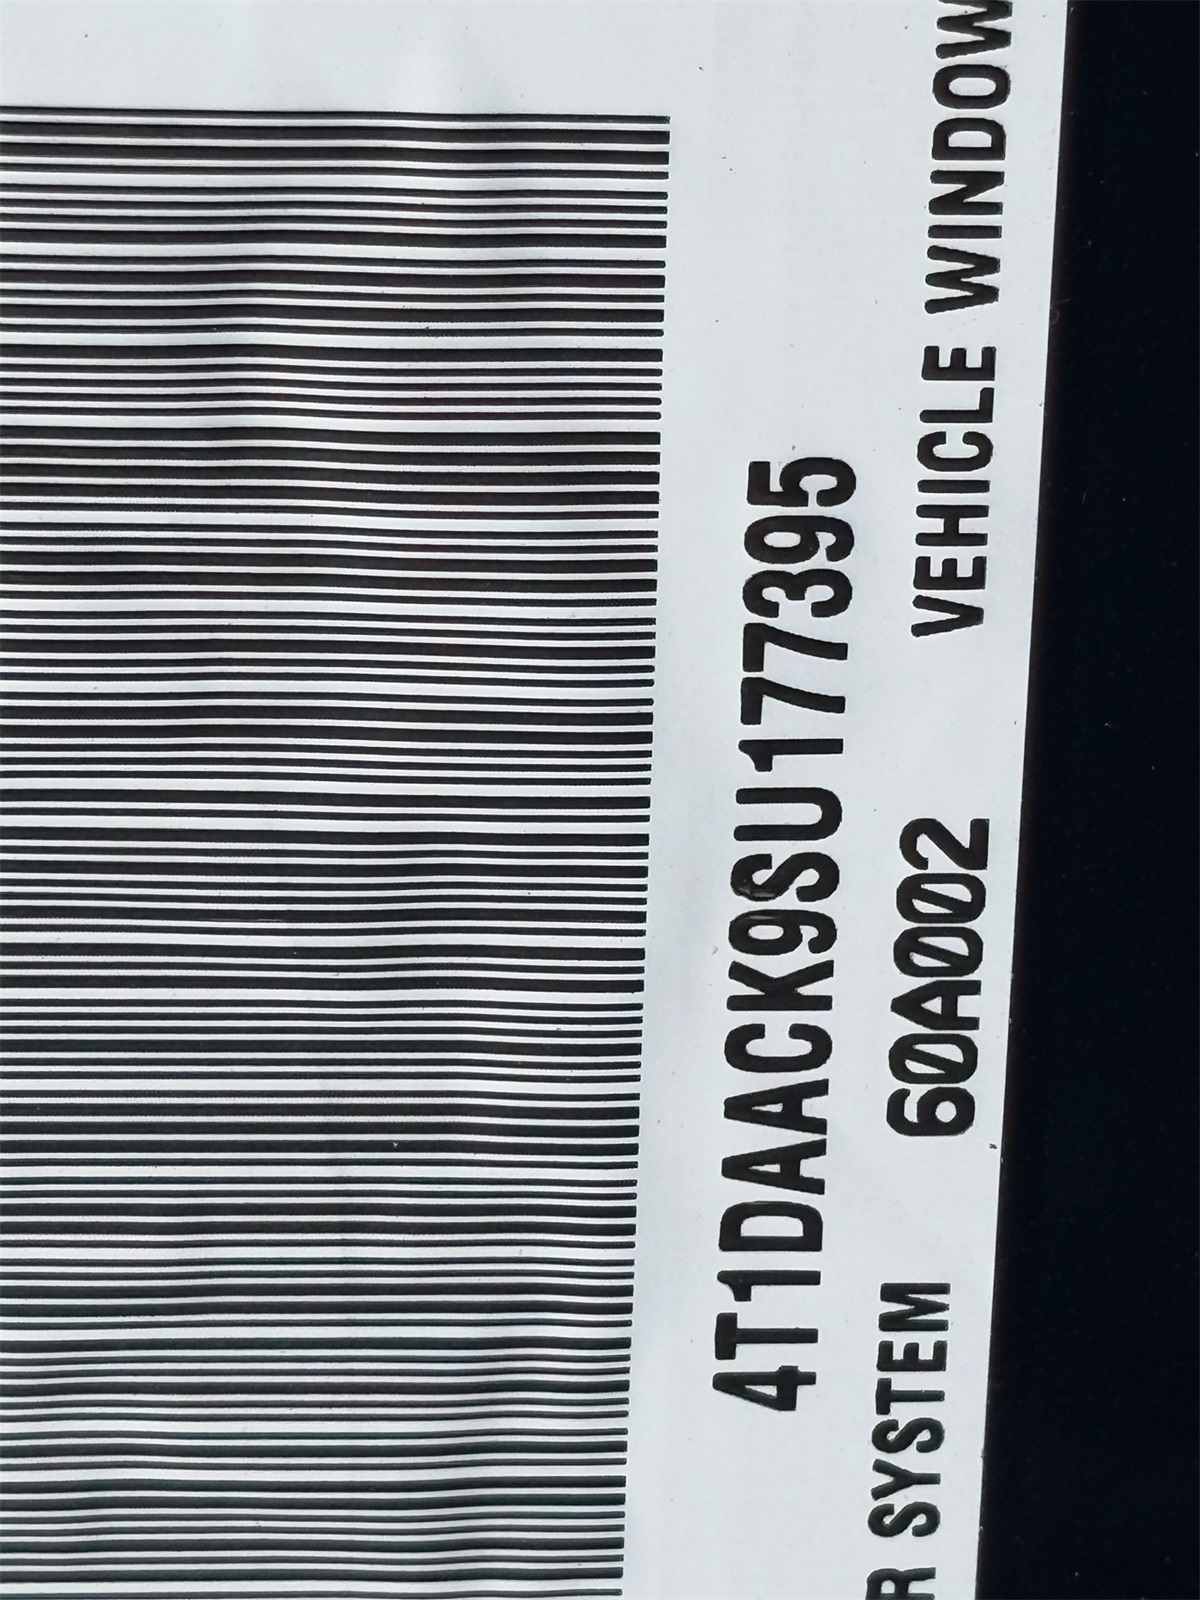 4T1DAACK9SU177395
R SYSTEM 60A002 VEHICLE WINDOW